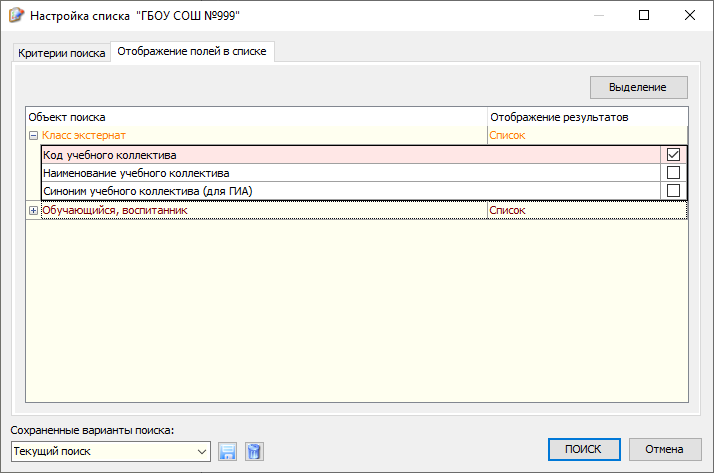 Настройка списка "ГБОУ СОШ №999"
Критерии поиска
Отображение полей в списке
Выделение
Объект поиска Отображение результатов
Класс экстернат Список
Код учебного коллектива
Наименование учебного коллектива
Синоним учебного коллектива (для ГИА)
Обучающийся, воспитанник Список
Сохраненные варианты поиска:
Текущий поиск
ПОИСК
Отмена